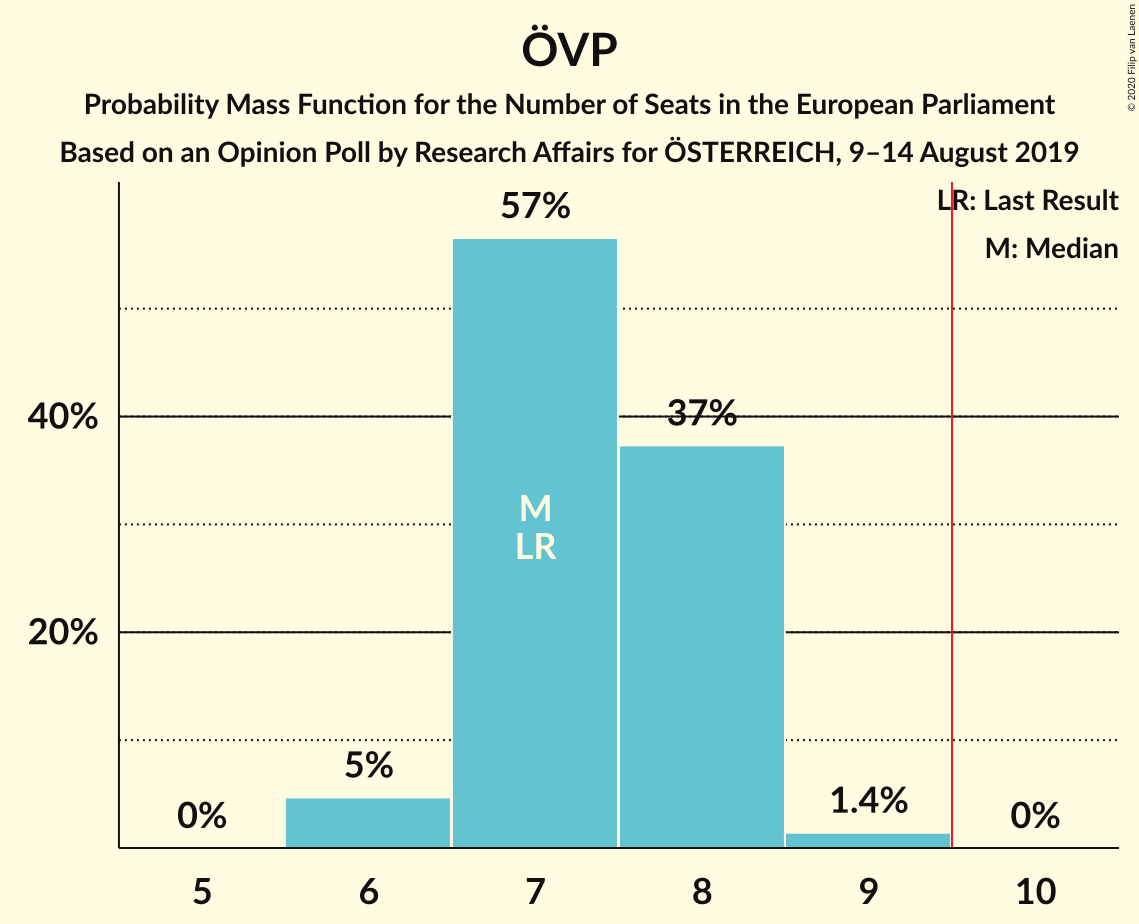 ÖVP
Probability Mass Function for the Number of Seats in the European Parliament
Based on an Opinion Poll by Research Affairs for ÖSTERREICH, 9–14 August 2019
© 2020 Filip van Laenen
LR: Last Result
M: Median
57%
40%
37%
M
LR
20%
5%
0%
1.4%
0%
5 6 7 8 9 10